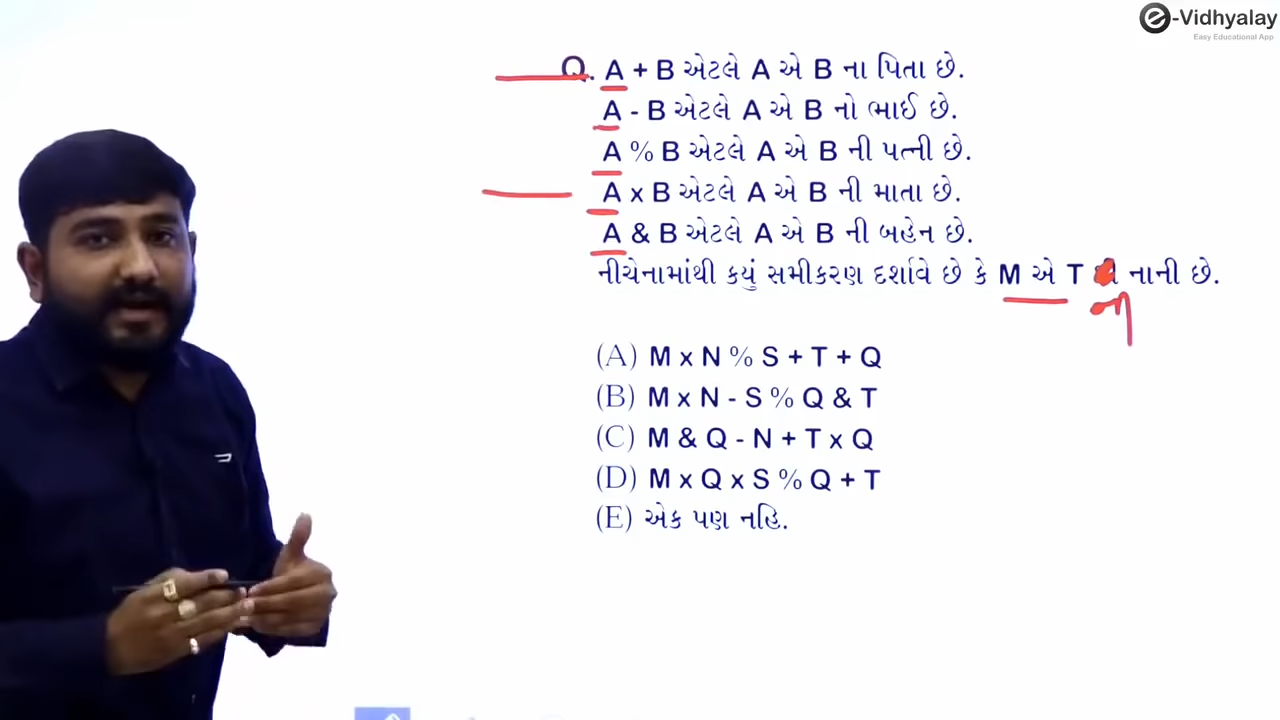 e-Vidhyalay
Easy Educational App
Q. A + B એટલે A એ B ના પિતા છે.
A - B એટલે A એ B નો ભાઈ છે.
A % B એટલે A એ B ની પત્ની છે.
A x B એટલે A એ B ની માતા છે.
A & B એટલે A એ B ની બહેન છે.
નીચેનામાંથી કયું સમીકરણ દર્શાવે છે કે M એ T નાની છે.
ના
(A) M x N % S + T + Q
(B) M x N - S % Q & T
(C) M & Q - N + T x Q
(D) M x Q x S % Q + T
(E) એક પણ નહિ.